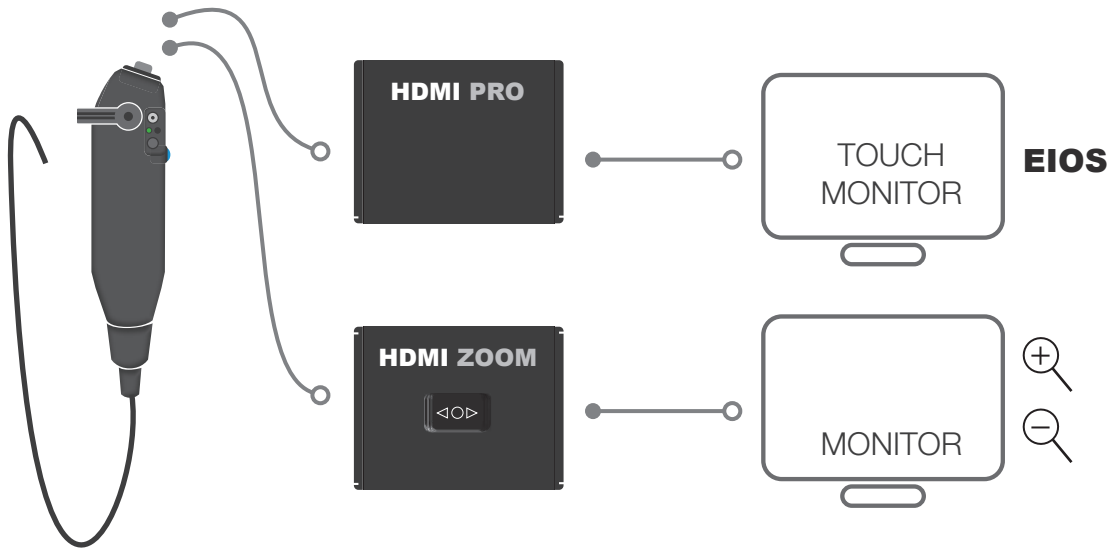 HDMI PRO
TOUCH
MONITOR
EIOS
HDMI ZOOM
MONITOR